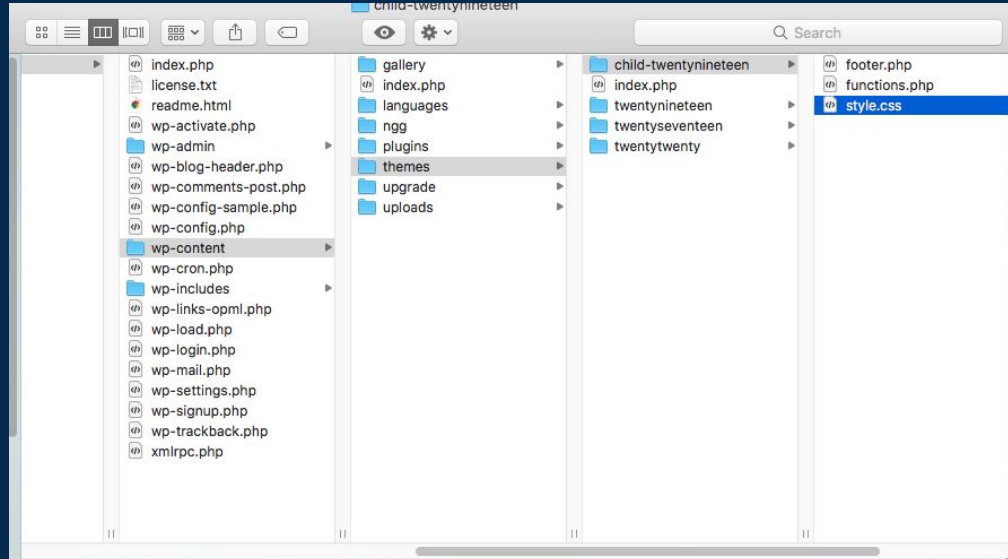 child-twentynineteen
Search
index.php
license.txt
readme.html
wp-activate.php
wp-admin
wp-blog-header.php
wp-comments-post.php
wp-config-sample.php
wp-config.php
wp-content
wp-cron.php
wp-includes
wp-links-opml.php
wp-load.php
wp-login.php
wp-mail.php
wp-settings.php
wp-signup.php
wp-trackback.php
xmlrpc.php
gallery
index.php
languages
ngg
plugins
themes
upgrade
uploads
child-twentynineteen
index.php
twentynineteen
twentyseventeen
twentytwenty
footer.php
functions.php
style.css